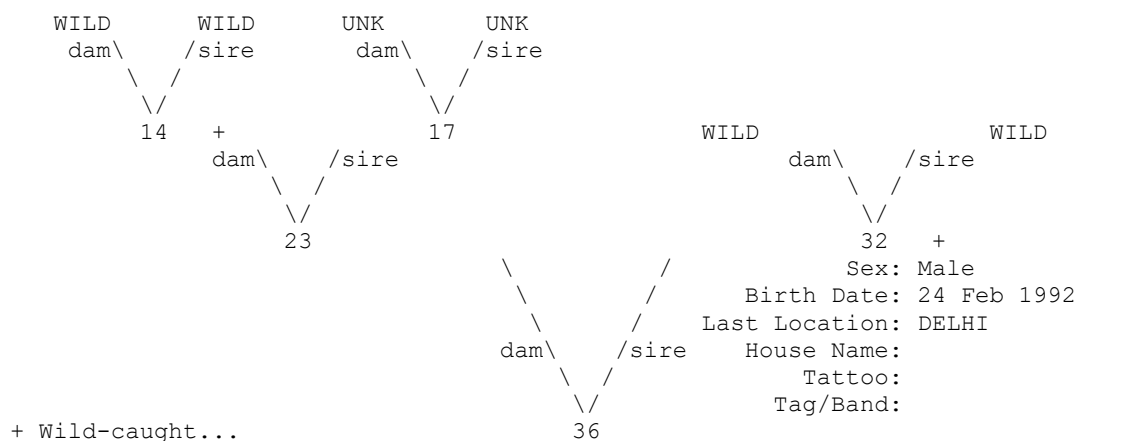 WILD WILD UNK UNK
dam\ /sire dam\ /sire
\ / \ /
\/ \/
14 + 17 WILD WILD
dam\ /sire dam\ /sire
\ / \ /
\/ \/
23 32 +
\ / Sex: Male
\ / Birth Date: 24 Feb 1992
\ / Last Location: DELHI
dam\ /sire House Name:
\ / Tattoo:
\/ Tag/Band:
+ Wild-caught... 36